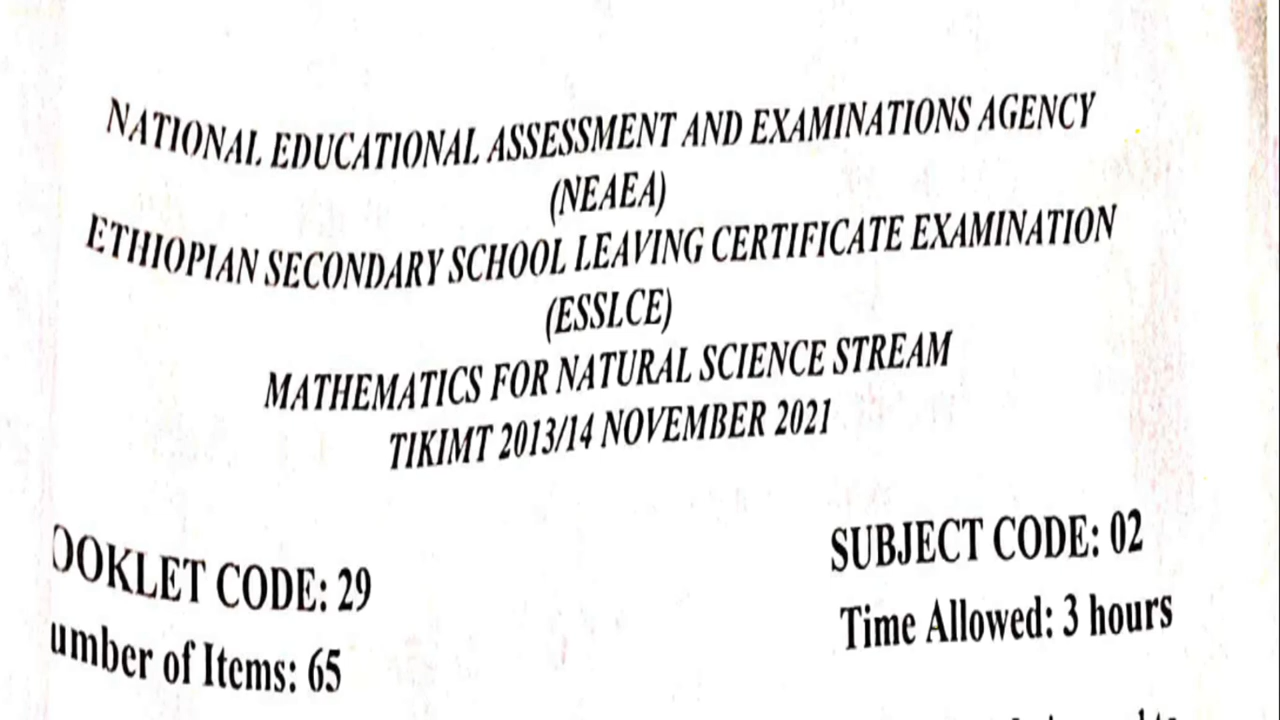 NATIONAL EDUCATIONAL ASSESSMENT AND EXAMINATIONS AGENCY
(NEAEA)
ETHIOPIAN SECONDARY SCHOOL LEAVING CERTIFICATE EXAMINATION
(ESSLCE)
MATHEMATICS FOR NATURAL SCIENCE STREAM
TIKIMT 2013/14 NOVEMBER 2021
OOKLET CODE: 29
SUBJECT CODE: 02
umber of Items: 65
Time Allowed: 3 hours